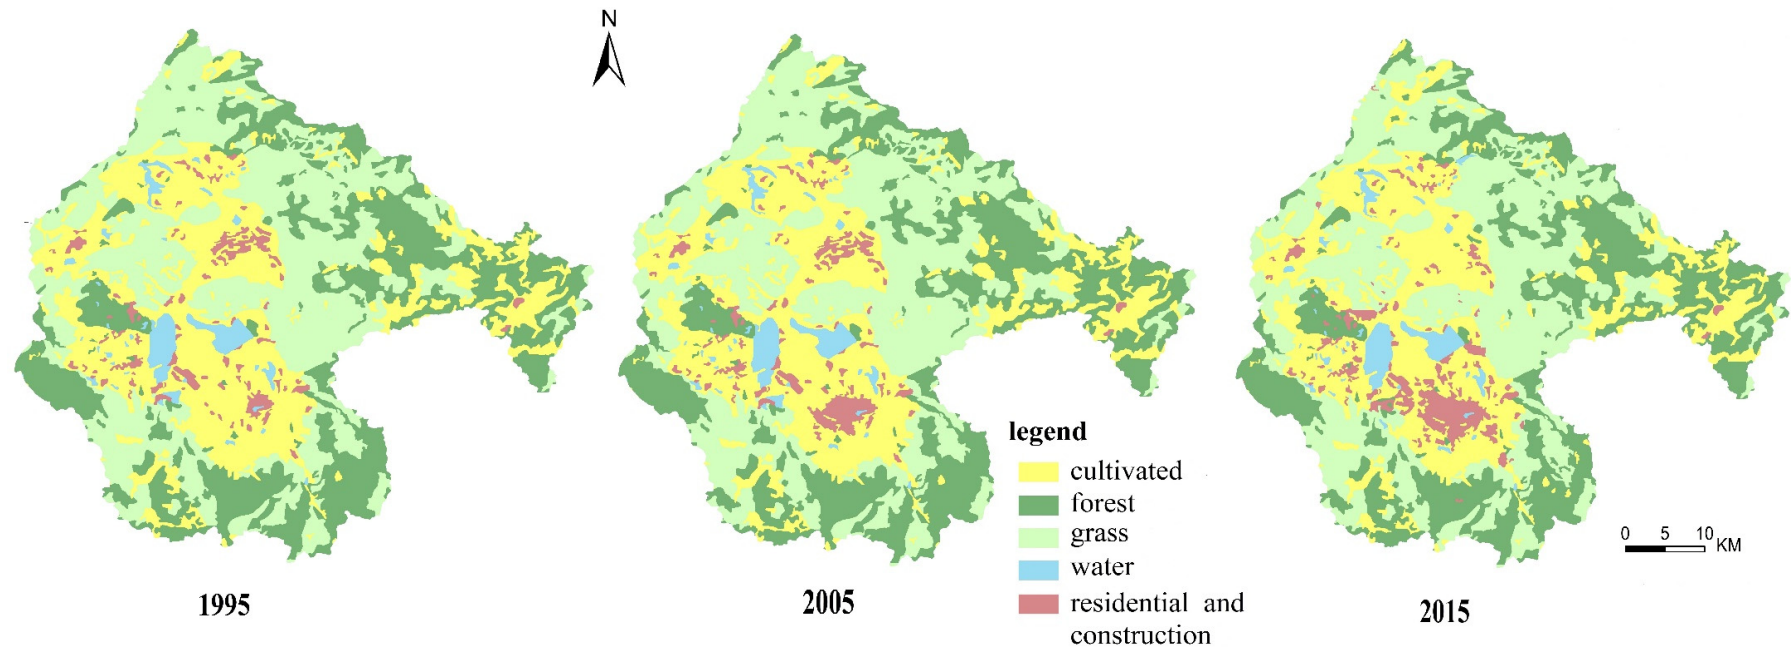 N
legend
cultivated
forest
grass
water
residential and
construction
0 5 10
KM
1995
2005
2015